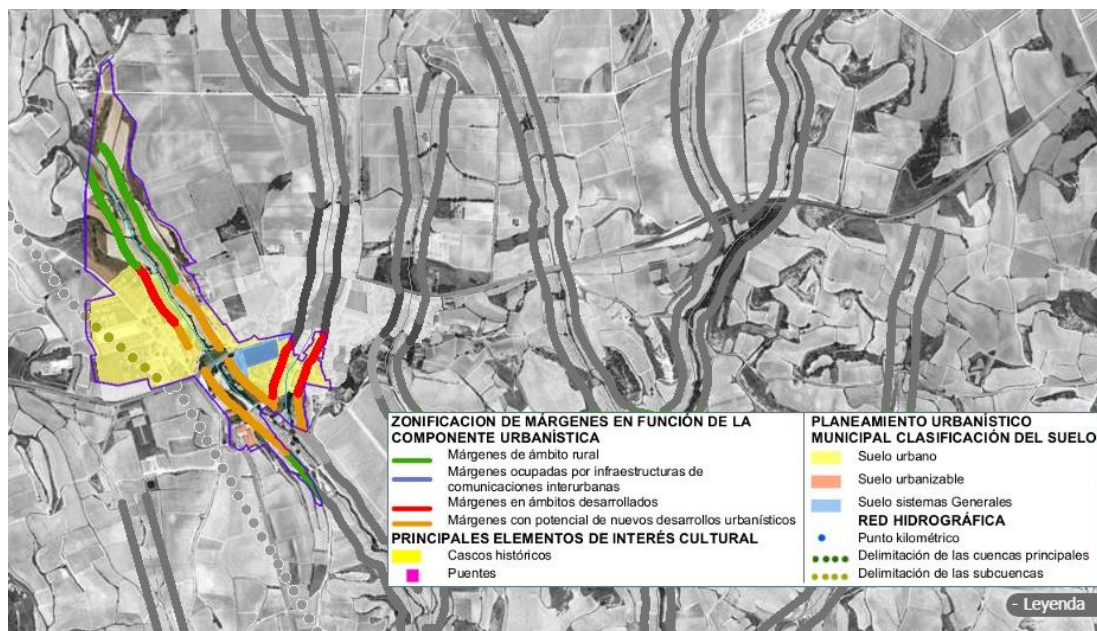 ZONIFICACION DE MÁRGENES EN FUNCIÓN DE LA
COMPONENTE URBANÍSTICA
Márgenes de ámbito rural
Márgenes ocupadas por infraestructuras de
comunicaciones interurbanas
Márgenes en ámbitos desarrollados
Márgenes con potencial de nuevos desarrollos urbanísticos
PRINCIPALES ELEMENTOS DE INTERÉS CULTURAL
Cascos históricos
Puentes
PLANEAMIENTO URBANÍSTICO
MUNICIPAL CLASIFICACIÓN DEL SUELO
Suelo urbano
Suelo urbanizable
Suelo sistemas Generales
RED HIDROGRÁFICA
Punto kilométrico
Delimitación de las cuencas principales
Delimitación de las subcuencas
- Leyenda